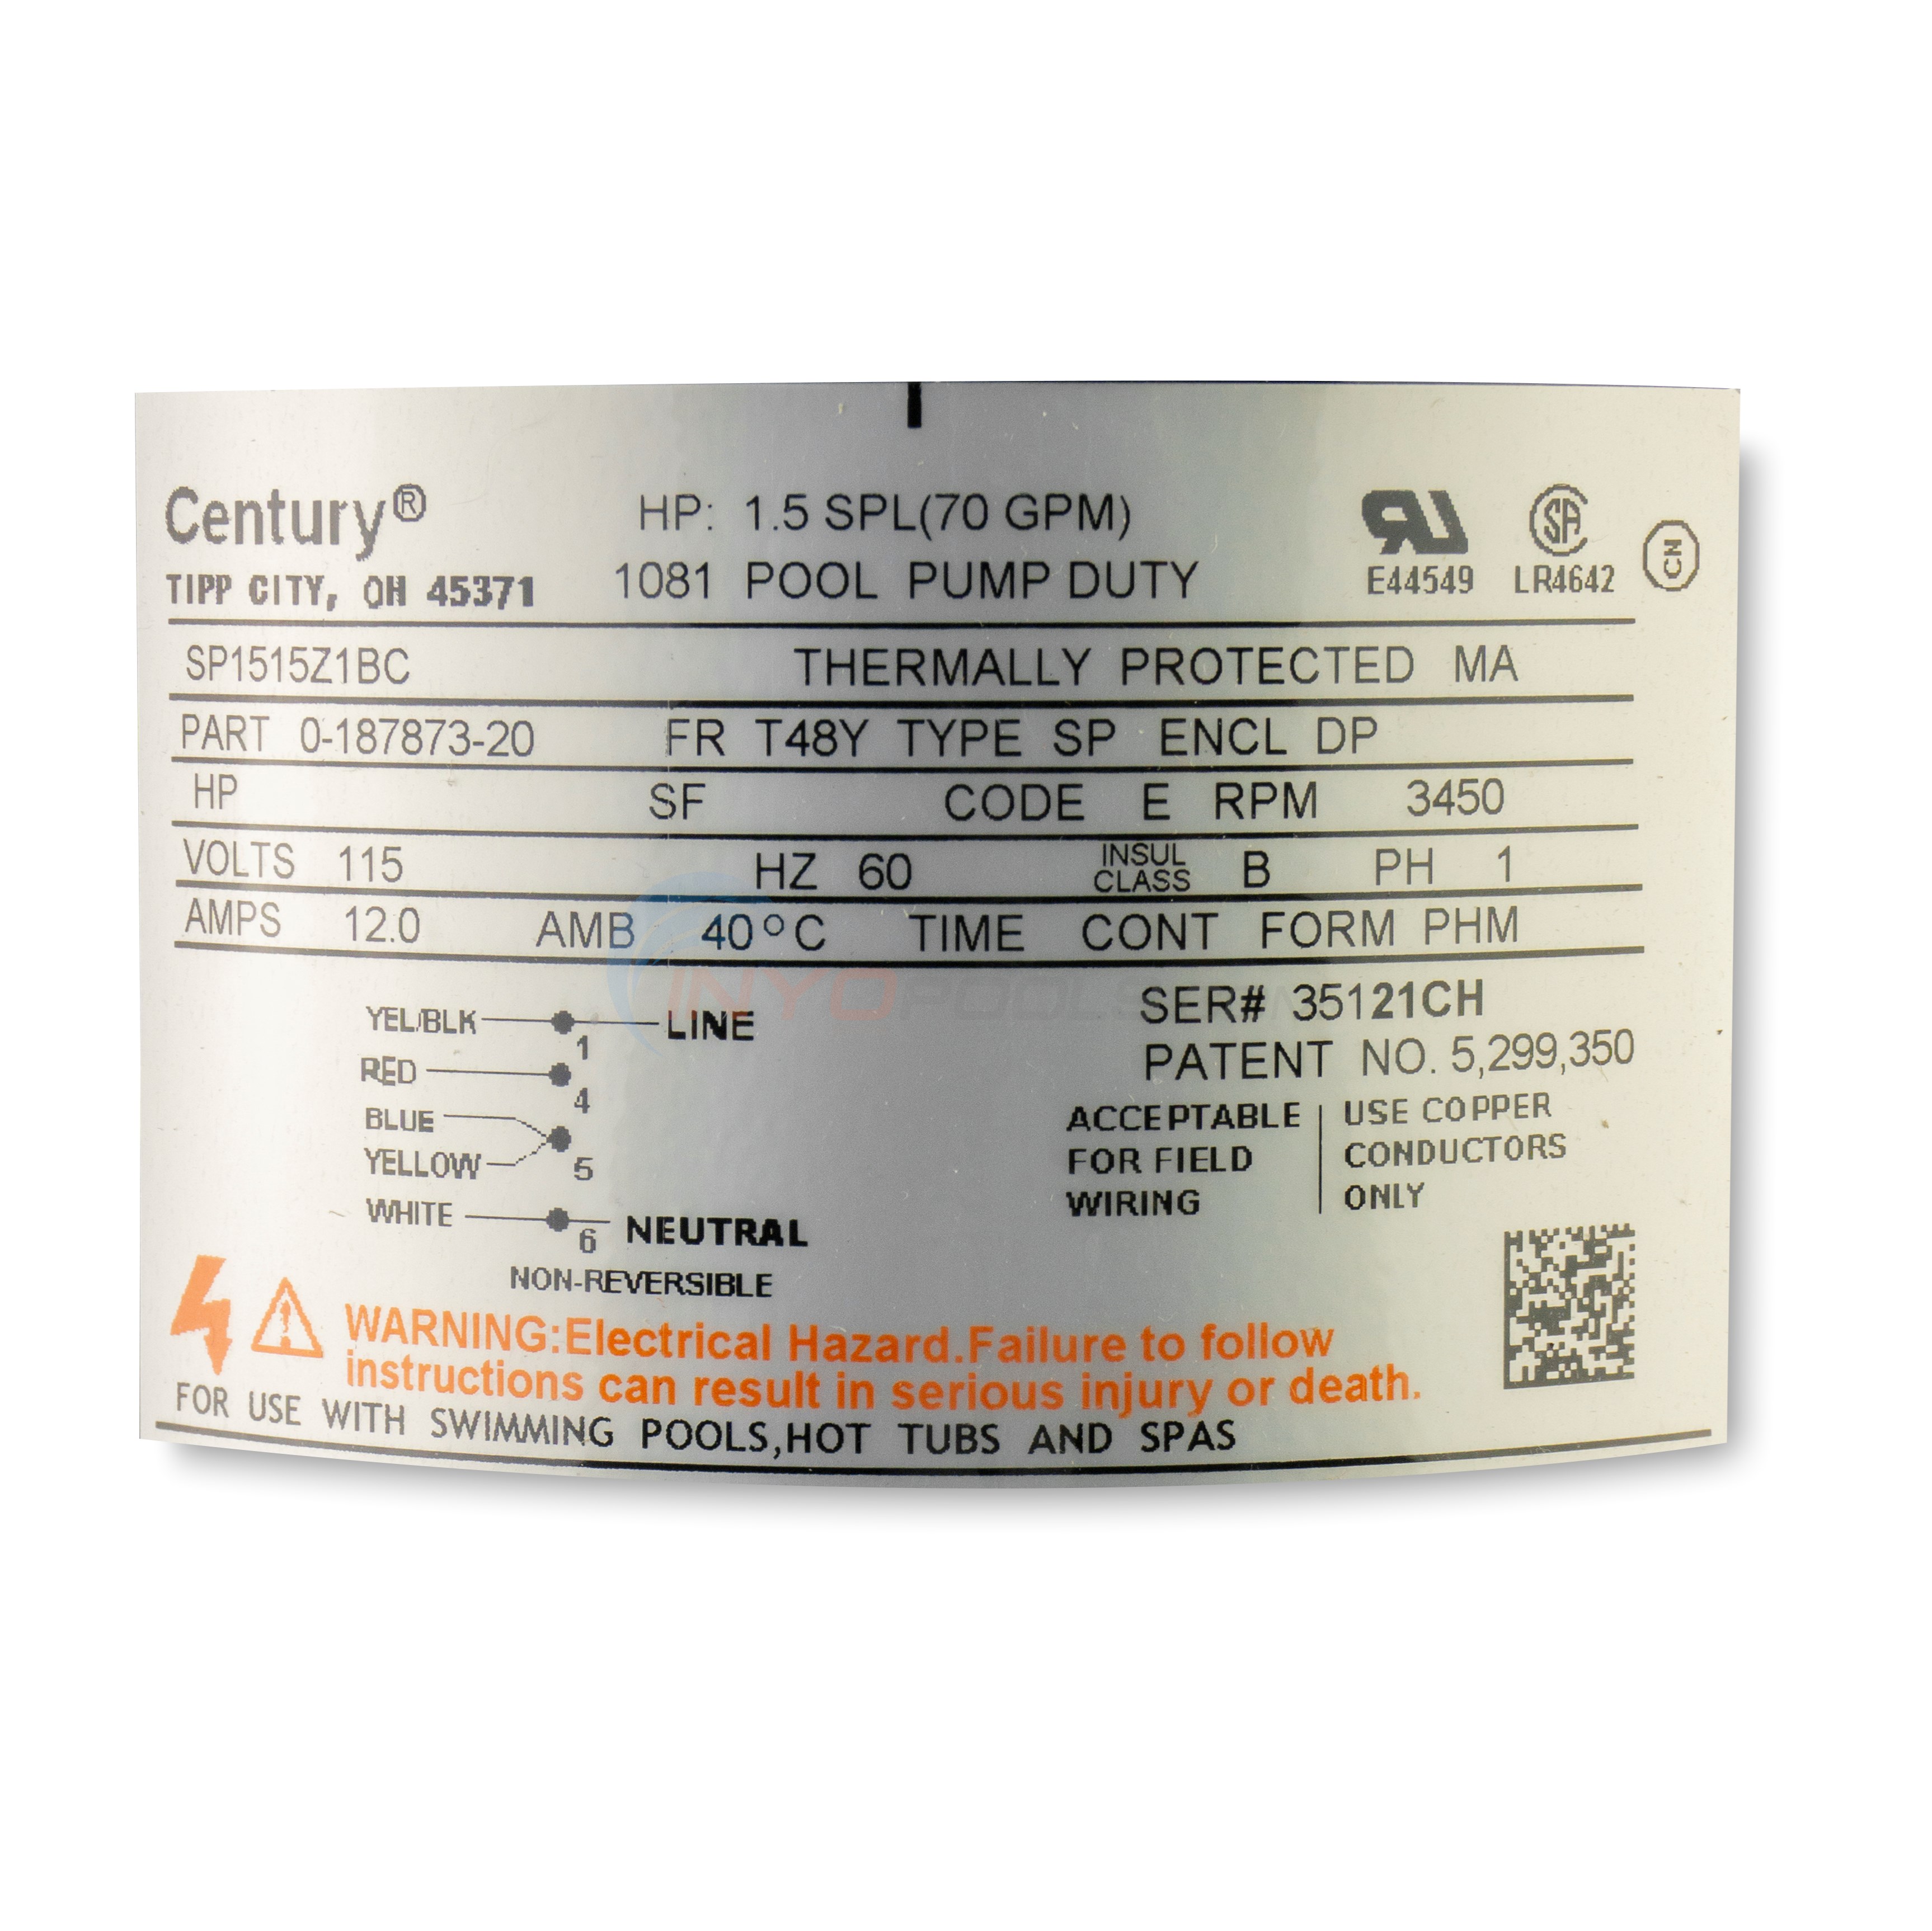 Century®
TIPP CITY, OH 45371
HP: 1.5 SPL(70 GPM)
1081 POOL PUMP DUTY
E44549
SA
LR4642
CN
SP1515Z1BC THERMALLY PROTECTED MA
PART 0-187873-20 FR T48Y TYPE SP ENCL DP
HP SF CODE E RPM 3450
VOLTS 115 HZ 60 INSUL CLASS B PH 1
AMPS 12.0 AMB 40°C TIME CONT FORM PHM
INYOPOOLS.COM
YEL/BLK 1 LINE
RED 4
BLUE
YELLOW 5
WHITE 6 NEUTRAL
NON-REVERSIBLE
SER# 35121CH
PATENT NO. 5,299,350
ACCEPTABLE
FOR FIELD
WIRING
USE COPPER
CONDUCTORS
ONLY
WARNING:Electrical Hazard.Failure to follow
instructions can result in serious injury or death.
FOR USE WITH SWIMMING POOLS,HOT TUBS AND SPAS